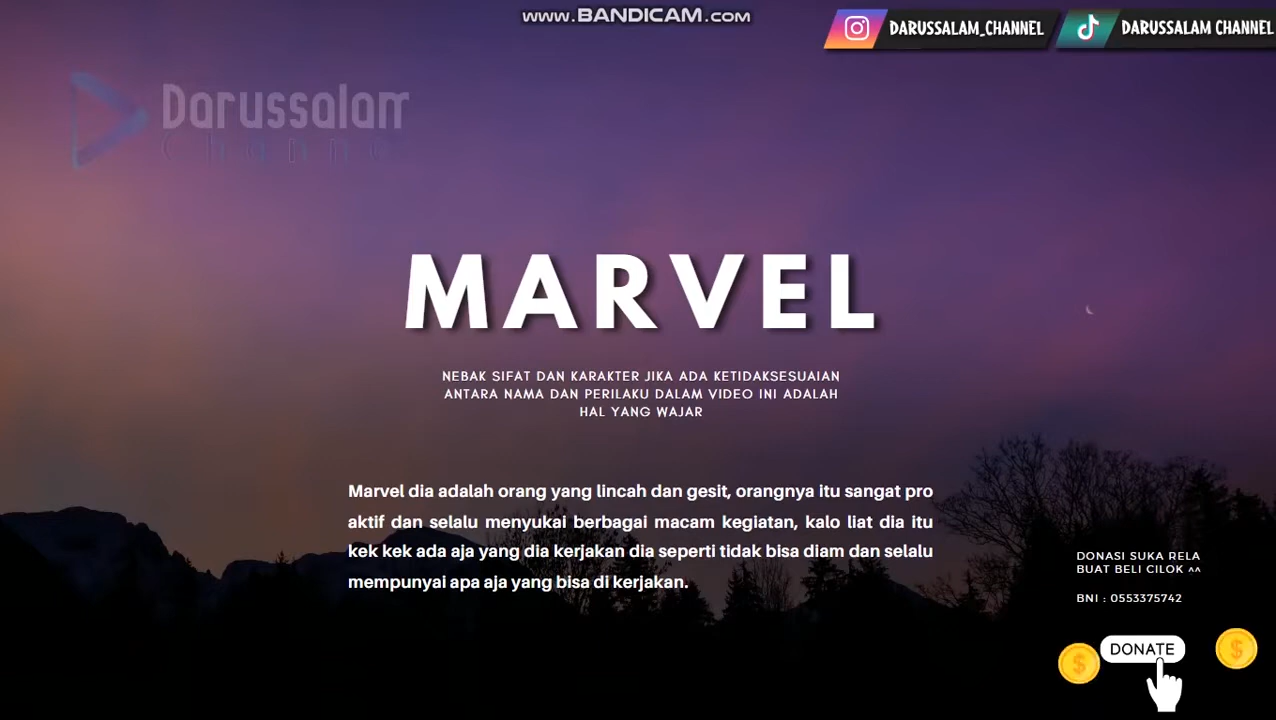 www.BANDICAM.com
DARUSSALAM_CHANNEL
DARUSSALAM CHANNEL
Darussalam
Channel
MARVEL
NEBAK SIFAT DAN KARAKTER JIKA ADA KETIDAKSESUAIAN
ANTARA NAMA DAN PERILAKU DALAM VIDEO INI ADALAH
HAL YANG WAJAR
Marvel dia adalah orang yang lincah dan gesit, orangnya itu sangat pro
aktif dan selalu menyukai berbagai macam kegiatan, kalo liat dia itu
kek kek ada aja yang dia kerjakan dia seperti tidak bisa diam dan selalu
mempunyai apa aja yang bisa di kerjakan.
DONASI SUKA RELA
BUAT BELI CILOK ^^
BNI : 0553375742
DONATE